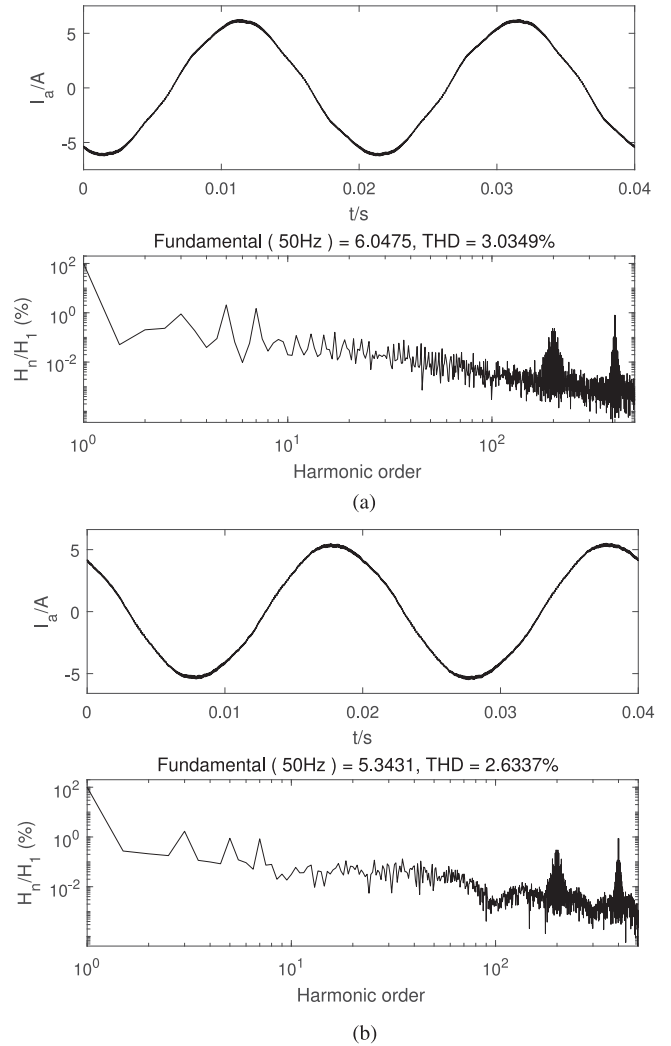 5
0
-5
I_a/A
0
0.01
0.02
0.03
0.04
t/s
Fundamental ( 50Hz ) = 6.0475, THD = 3.0349%
10^2
10^0
10^-2
H_n/H_1 (%)
10^0
10^1
10^2
Harmonic order
(a)
5
0
-5
I_a/A
0
0.01
0.02
0.03
0.04
t/s
Fundamental ( 50Hz ) = 5.3431, THD = 2.6337%
10^2
10^0
10^-2
H_n/H_1 (%)
10^0
10^1
10^2
Harmonic order
(b)